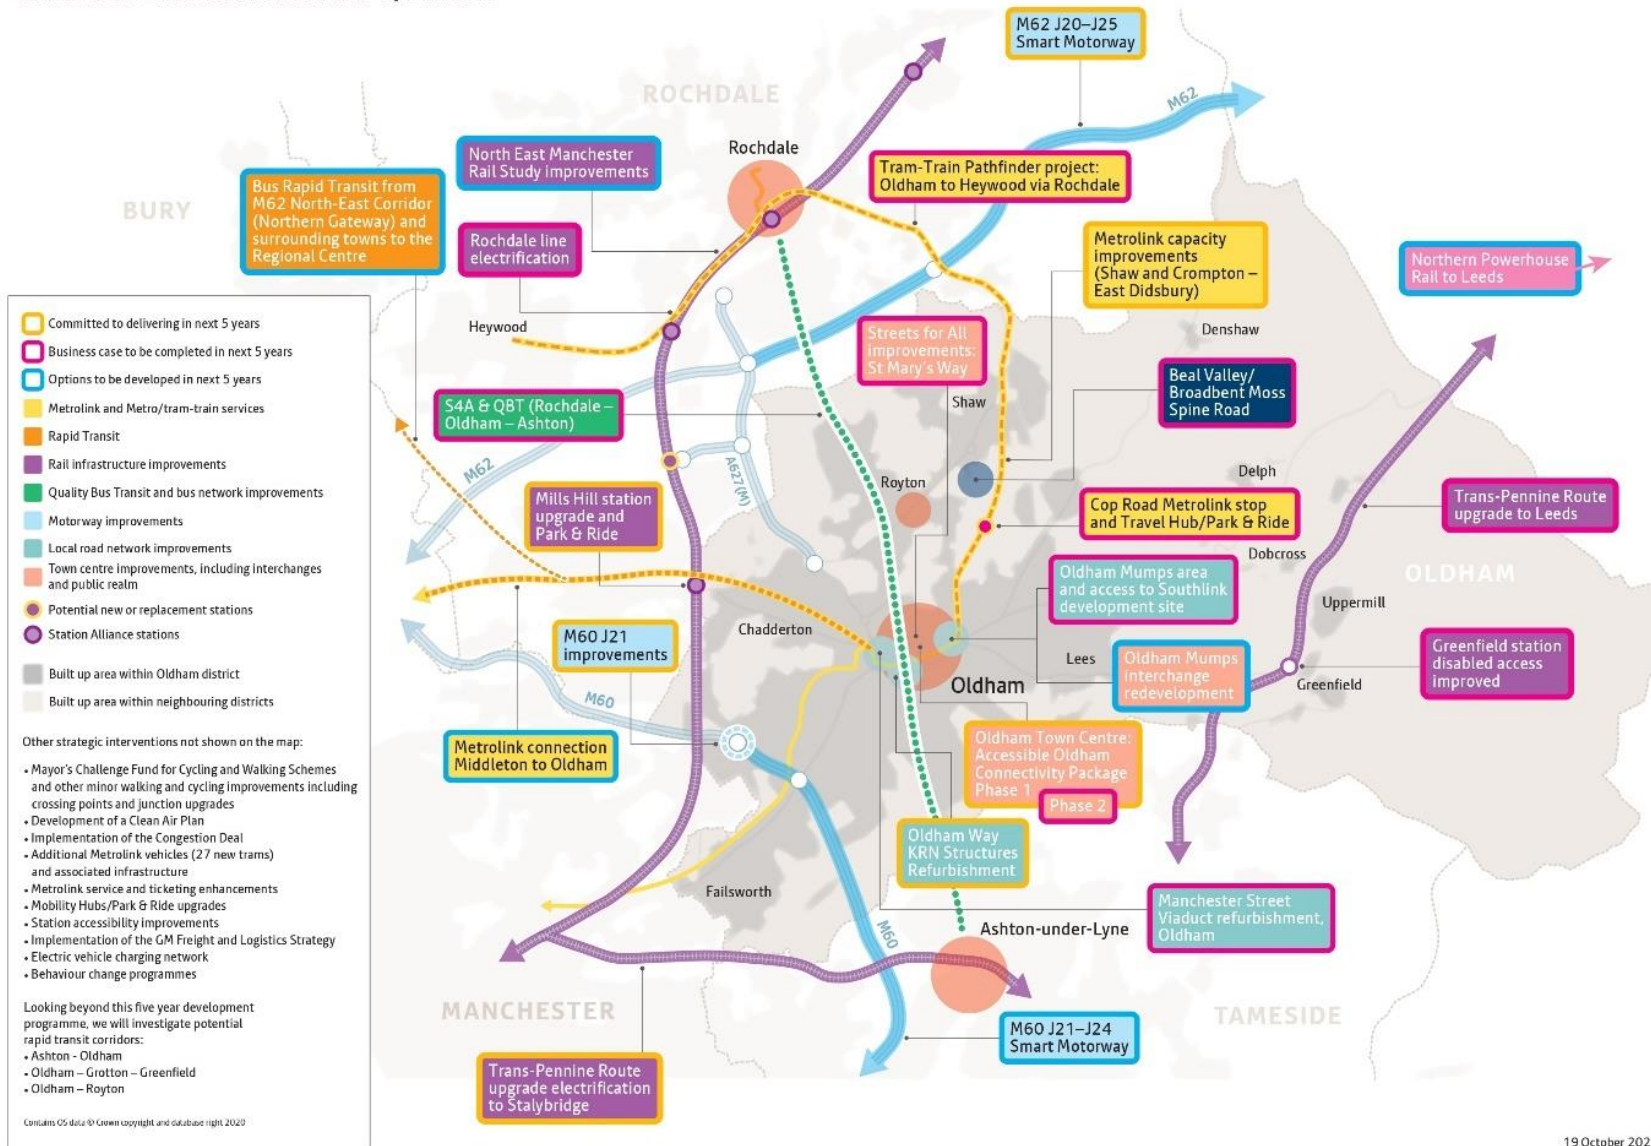 M62 J20–J25
Smart Motorway
M62
ROCHDALE
Rochdale
North East Manchester
Rail Study improvements
Tram-Train Pathfinder project:
Oldham to Heywood via Rochdale
Bus Rapid Transit from
M62 North-East Corridor
(Northern Gateway) and
surrounding towns to the
Regional Centre
BURY
Rochdale line
electrification
Metrolink capacity
improvements
(Shaw and Crompton –
East Didsbury)
Northern Powerhouse
Rail to Leeds
Heywood
Streets for All
improvements:
St Mary's Way
Denshaw
Beal Valley/
Broadbent Moss
Spine Road
Shaw
S4A & QBT (Rochdale –
Oldham – Ashton)
M62
A627(M)
Royton
Delph
Mills Hill station
upgrade and
Park & Ride
Cop Road Metrolink stop
and Travel Hub/Park & Ride
Trans-Pennine Route
upgrade to Leeds
Dobcross
OLDHAM
Oldham Mumps area
and access to Southlink
development site
Uppermill
Chadderton
M60 J21
improvements
Lees
Oldham Mumps
interchange
redevelopment
Greenfield station
disabled access
improved
Greenfield
Oldham
M60
Metrolink connection
Middleton to Oldham
Oldham Town Centre:
Accessible Oldham
Connectivity Package
Phase 1
Phase 2
Oldham Way
KRN Structures
Refurbishment
Failsworth
Manchester Street
Viaduct refurbishment,
Oldham
Ashton-under-Lyne
M60
MANCHESTER
TAMESIDE
M60 J21–J24
Smart Motorway
Trans-Pennine Route
upgrade electrification
to Stalybridge
Committed to delivering in next 5 years
Business case to be completed in next 5 years
Options to be developed in next 5 years
Metrolink and Metro/tram-train services
Rapid Transit
Rail infrastructure improvements
Quality Bus Transit and bus network improvements
Motorway improvements
Local road network improvements
Town centre improvements, including interchanges
and public realm
Potential new or replacement stations
Station Alliance stations
Built up area within Oldham district
Built up area within neighbouring districts
Other strategic interventions not shown on the map:
• Mayor's Challenge Fund for Cycling and Walking Schemes
and other minor walking and cycling improvements including
crossing points and junction upgrades
• Development of a Clean Air Plan
• Implementation of the Congestion Deal
• Additional Metrolink vehicles (27 new trams)
and associated infrastructure
• Metrolink service and ticketing enhancements
• Mobility Hubs/Park & Ride upgrades
• Station accessibility improvements
• Implementation of the GM Freight and Logistics Strategy
• Electric vehicle charging network
• Behaviour change programmes
Looking beyond this five year development
programme, we will investigate potential
rapid transit corridors:
• Ashton - Oldham
• Oldham – Grotton – Greenfield
• Oldham – Royton
Contains OS data © Crown copyright and database right 2020
19 October 202